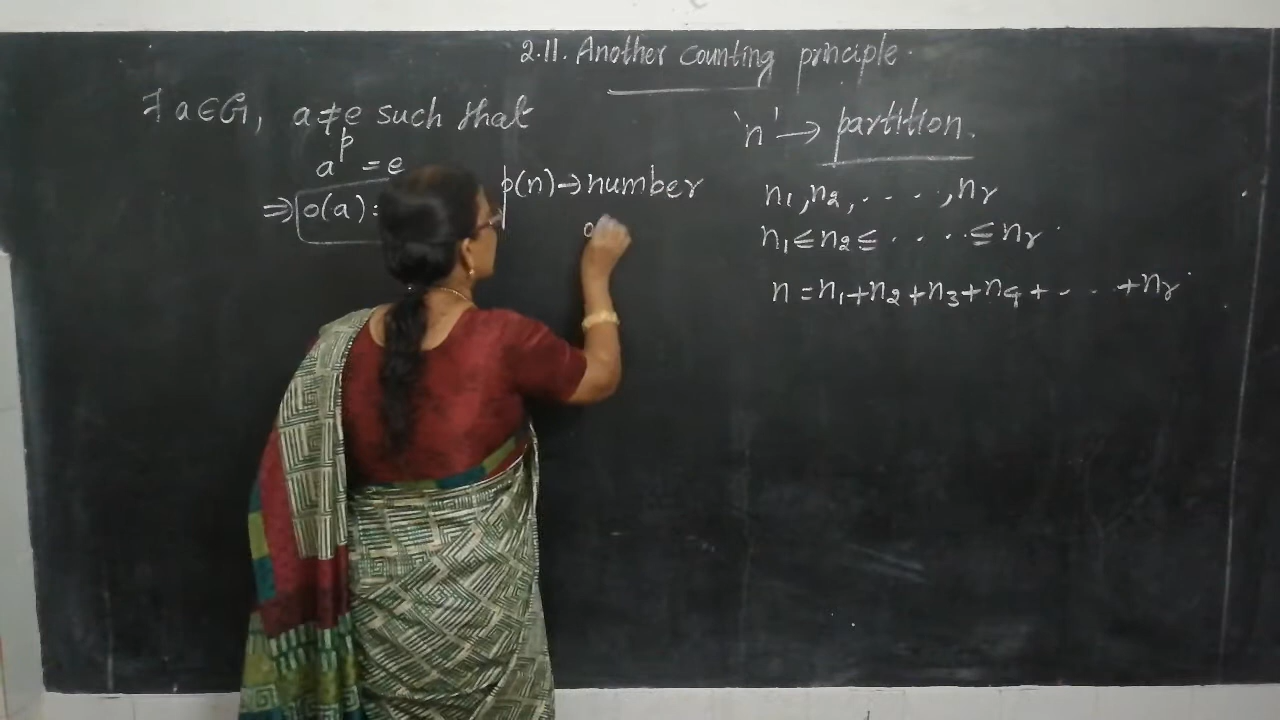 2.11. Another counting principle.
∃ a∈G, a≠e such that
a^p = e
⇒ o(a) =
p(n) → number
o
'n' → partition.
n₁, n₂, . . . . , nᵣ
n₁ ≤ n₂ ≤ . . . . ≤ nᵣ.
n = n₁ + n₂ + n₃ + n₄ + . . . + nᵣ.